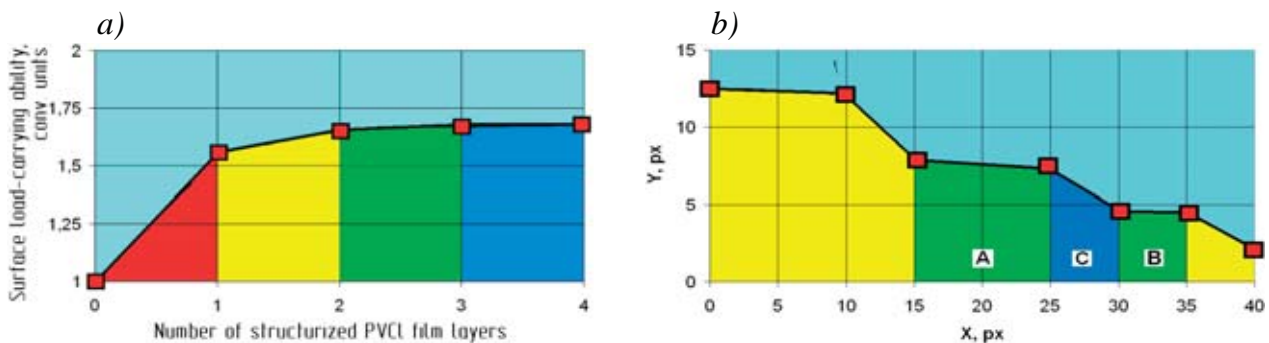 a)
Surface load-carrying ability,
conv units
2
1,75
1,5
1,25
1
0 1 2 3 4
Number of structurized PVCl film layers
b)
Y, px
15
10
5
0
A C B
0 5 10 15 20 25 30 35 40
X, px